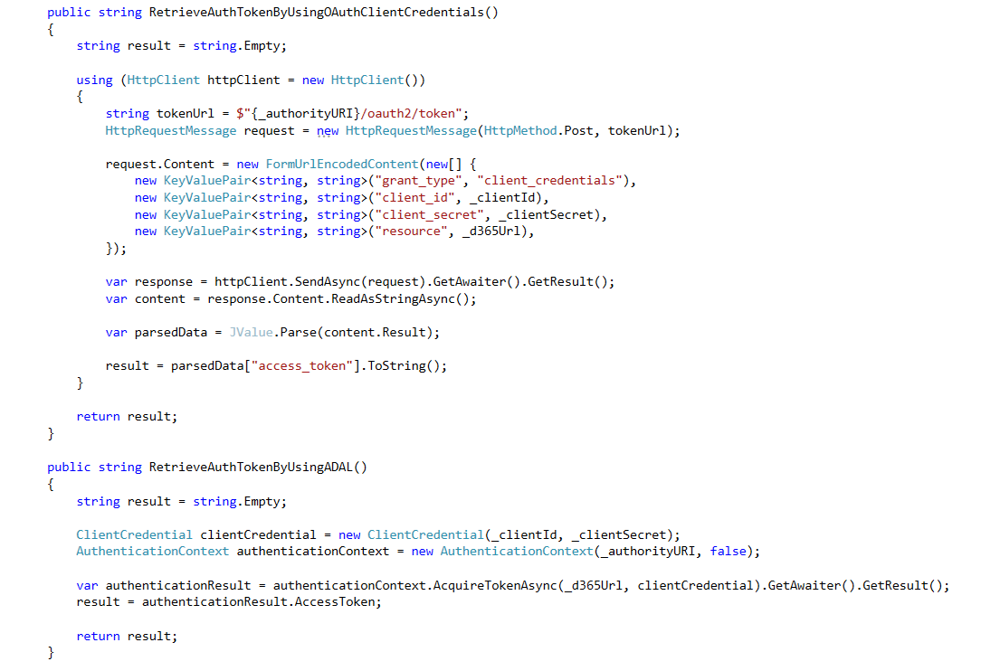 public string RetrieveAuthTokenByUsingOAuthClientCredentials()
{
string result = string.Empty;
using (HttpClient httpClient = new HttpClient())
{
string tokenUrl = $"{_authorityURI}/oauth2/token";
HttpRequestMessage request = new HttpRequestMessage(HttpMethod.Post, tokenUrl);
request.Content = new FormUrlEncodedContent(new[] {
new KeyValuePair<string, string>("grant_type", "client_credentials"),
new KeyValuePair<string, string>("client_id", _clientId),
new KeyValuePair<string, string>("client_secret", _clientSecret),
new KeyValuePair<string, string>("resource", _d365Url),
});
var response = httpClient.SendAsync(request).GetAwaiter().GetResult();
var content = response.Content.ReadAsStringAsync();
var parsedData = JValue.Parse(content.Result);
result = parsedData["access_token"].ToString();
}
return result;
}
public string RetrieveAuthTokenByUsingADAL()
{
string result = string.Empty;
ClientCredential clientCredential = new ClientCredential(_clientId, _clientSecret);
AuthenticationContext authenticationContext = new AuthenticationContext(_authorityURI, false);
var authenticationResult = authenticationContext.AcquireTokenAsync(_d365Url, clientCredential).GetAwaiter().GetResult();
result = authenticationResult.AccessToken;
return result;
}